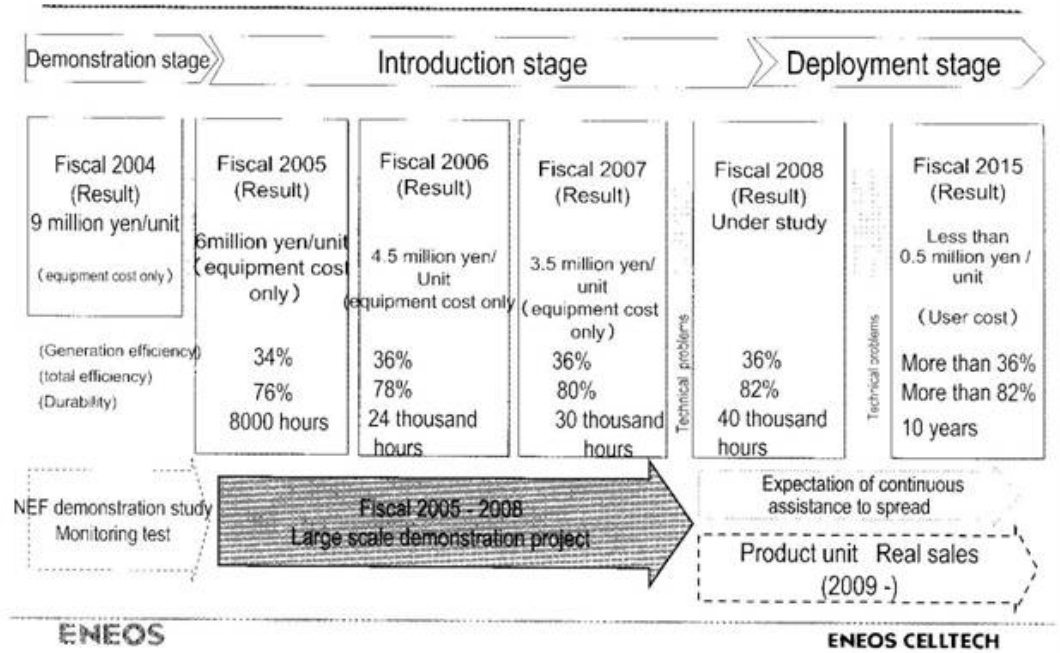 Demonstration stage
Introduction stage
Deployment stage
Fiscal 2004
(Result)
9 million yen/unit
(equipment cost only)
Fiscal 2005
(Result)
6million yen/unit
(equipment cost
only)
Fiscal 2006
(Result)
4.5 million yen/
Unit
(equipment cost only
Fiscal 2007
(Result)
3.5 million yen/
unit
(equipment cost
only)
Technical problems
Fiscal 2008
(Result)
Under study
Technical problems
Fiscal 2015
(Result)
Less than
0.5 million yen /
unit
(User cost)
(Generation efficiency)
(total efficiency)
(Durability)
34%
76%
8000 hours
36%
78%
24 thousand
hours
36%
80%
30 thousand
hours
36%
82%
40 thousand
hours
More than 36%
More than 82%
10 years
NEF demonstration study
Monitoring test
Fiscal 2005 - 2008
Large scale demonstration project
Expectation of continuous
assistance to spread
Product unit Real sales
(2009 -)
ENEOS
ENEOS CELLTECH